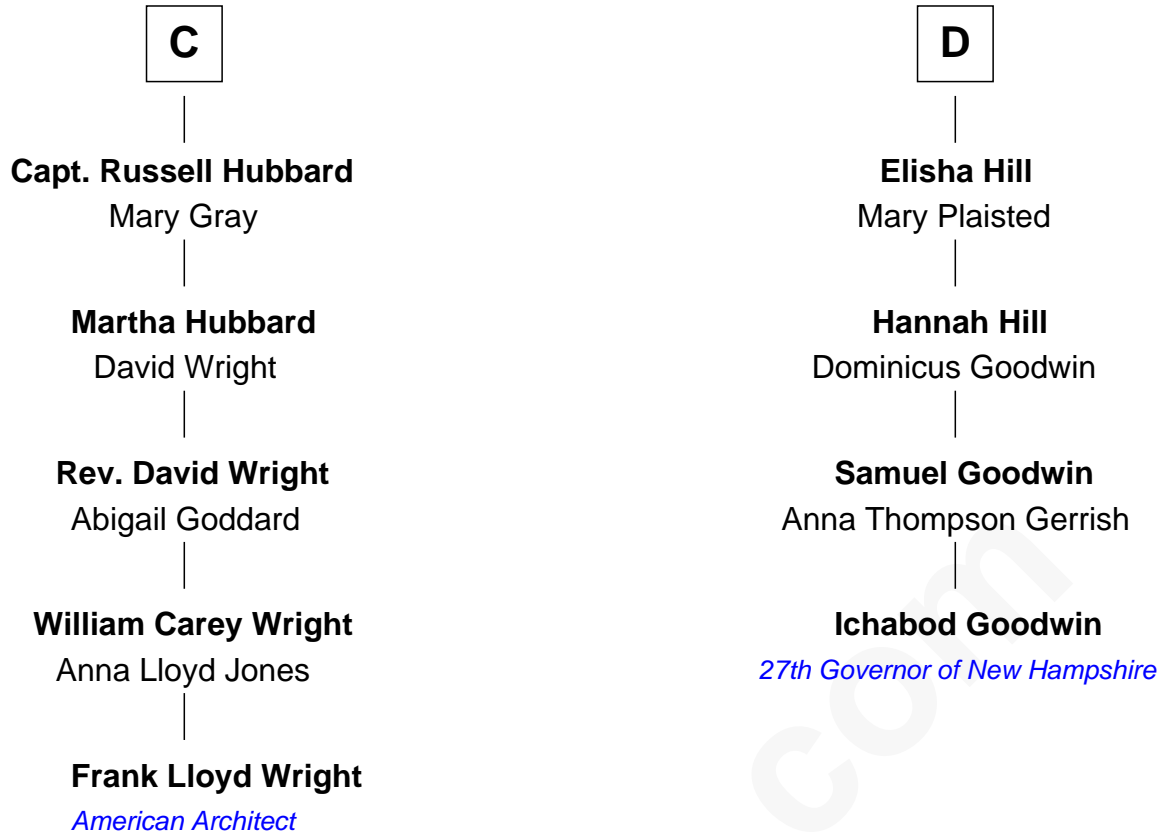 C
Capt. Russell Hubbard
Mary Gray
Martha Hubbard
David Wright
Rev. David Wright
Abigail Goddard
William Carey Wright
Anna Lloyd Jones
Frank Lloyd Wright
American Architect
D
Elisha Hill
Mary Plaisted
Hannah Hill
Dominicus Goodwin
Samuel Goodwin
Anna Thompson Gerrish
Ichabod Goodwin
27th Governor of New Hampshire
com